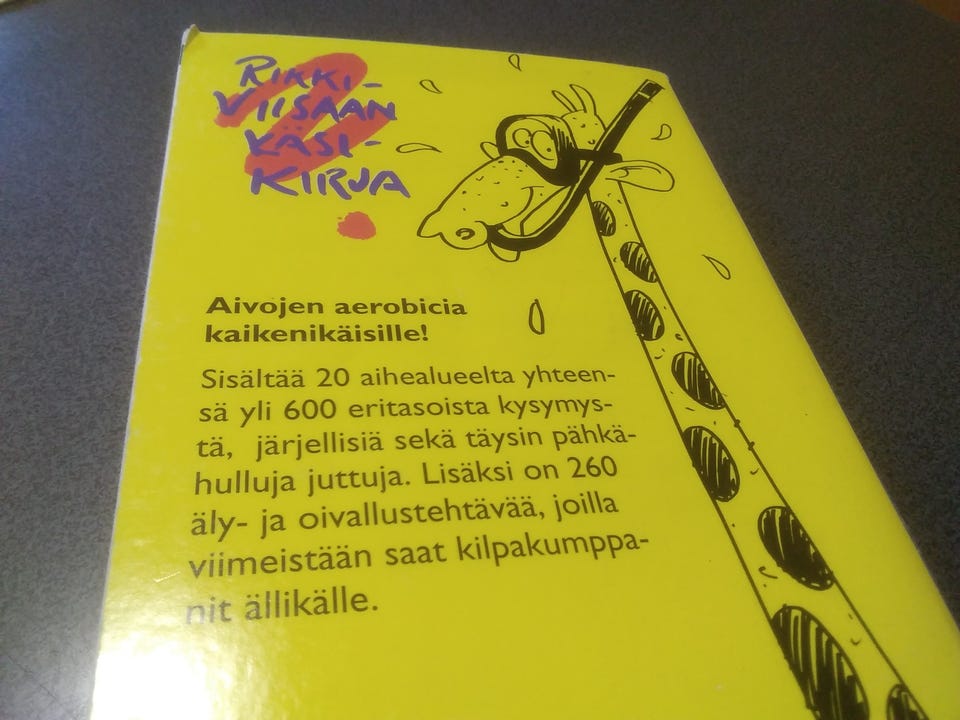 RIKKI-
VIISAAN
KÄSI-
KIRJA
Aivojen aerobicia
kaikenikäisille!
Sisältää 20 aihealueelta yhteen-
sä yli 600 eritasoista kysymys-
tä, järjellisiä sekä täysin pähkä-
hulluja juttuja. Lisäksi on 260
äly- ja oivallustehtävää, joilla
viimeistään saat kilpakumppa-
nit ällikälle.